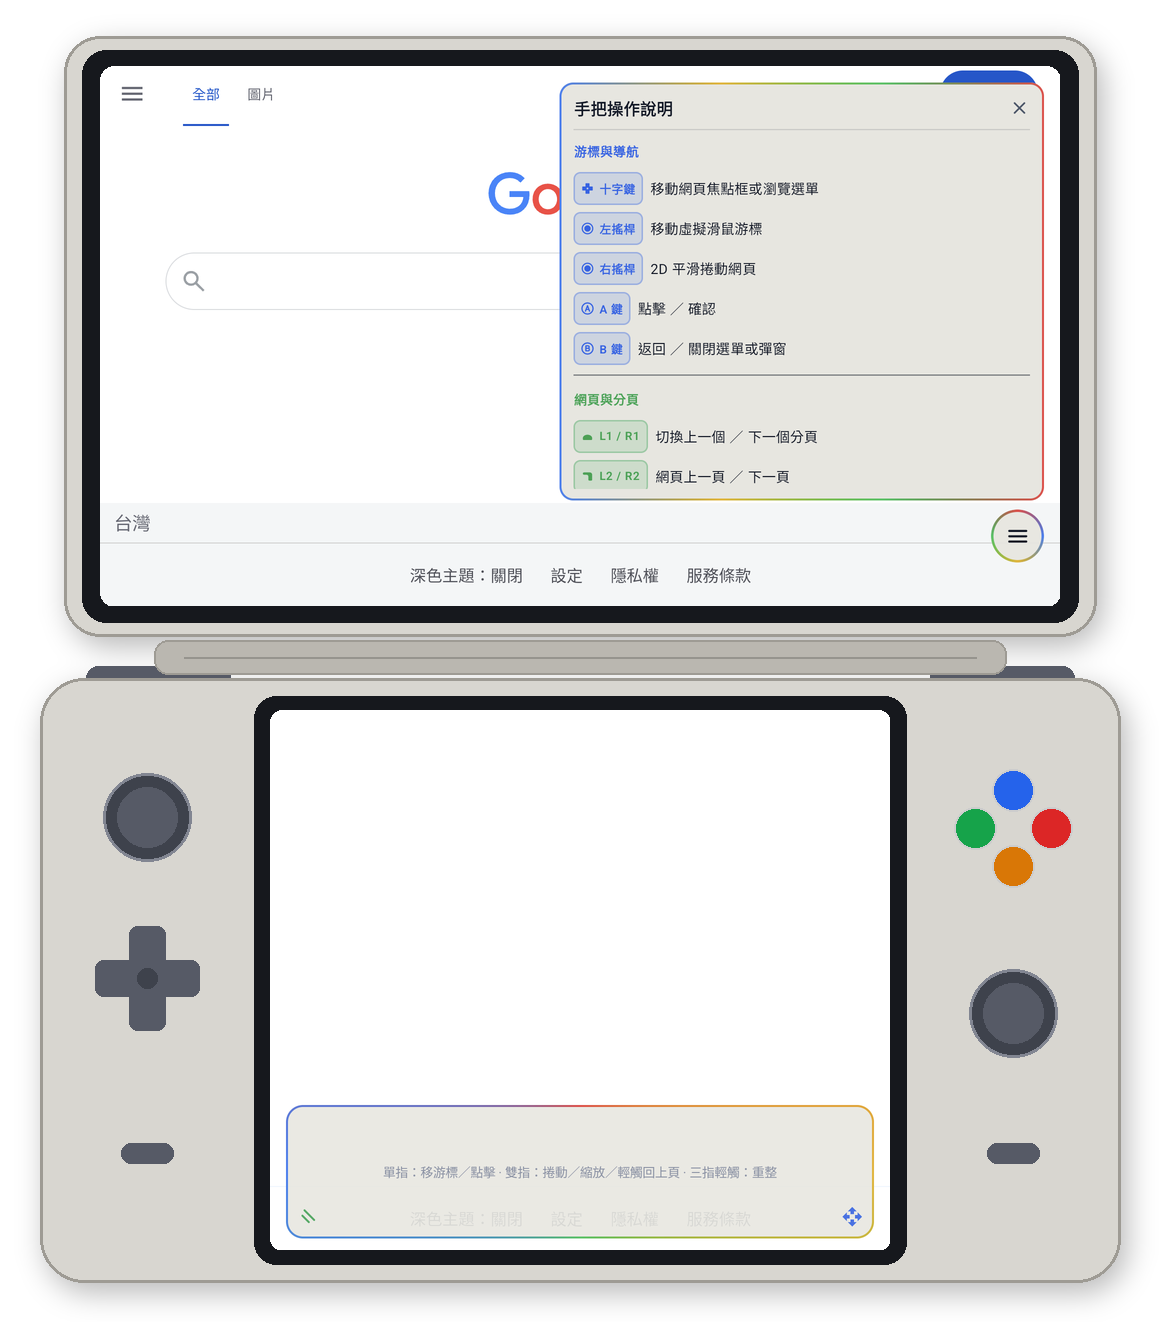 全部 圖片
手把操作說明
Go
游標與導航
十字鍵 移動網頁焦點框或瀏覽選單
左搖桿 移動虛擬滑鼠游標
右搖桿 2D 平滑捲動網頁
A A 鍵 點擊 ／ 確認
B B 鍵 返回 ／ 關閉選單或彈窗
網頁與分頁
L1 / R1 切換上一個 ／ 下一個分頁
L2 / R2 網頁上一頁 ／ 下一頁
台灣
深色主題：關閉 設定 隱私權 服務條款
單指：移游標／點擊 · 雙指：捲動／縮放／輕觸回上頁 · 三指輕觸：重整
深色主題：關閉 設定 隱私權 服務條款